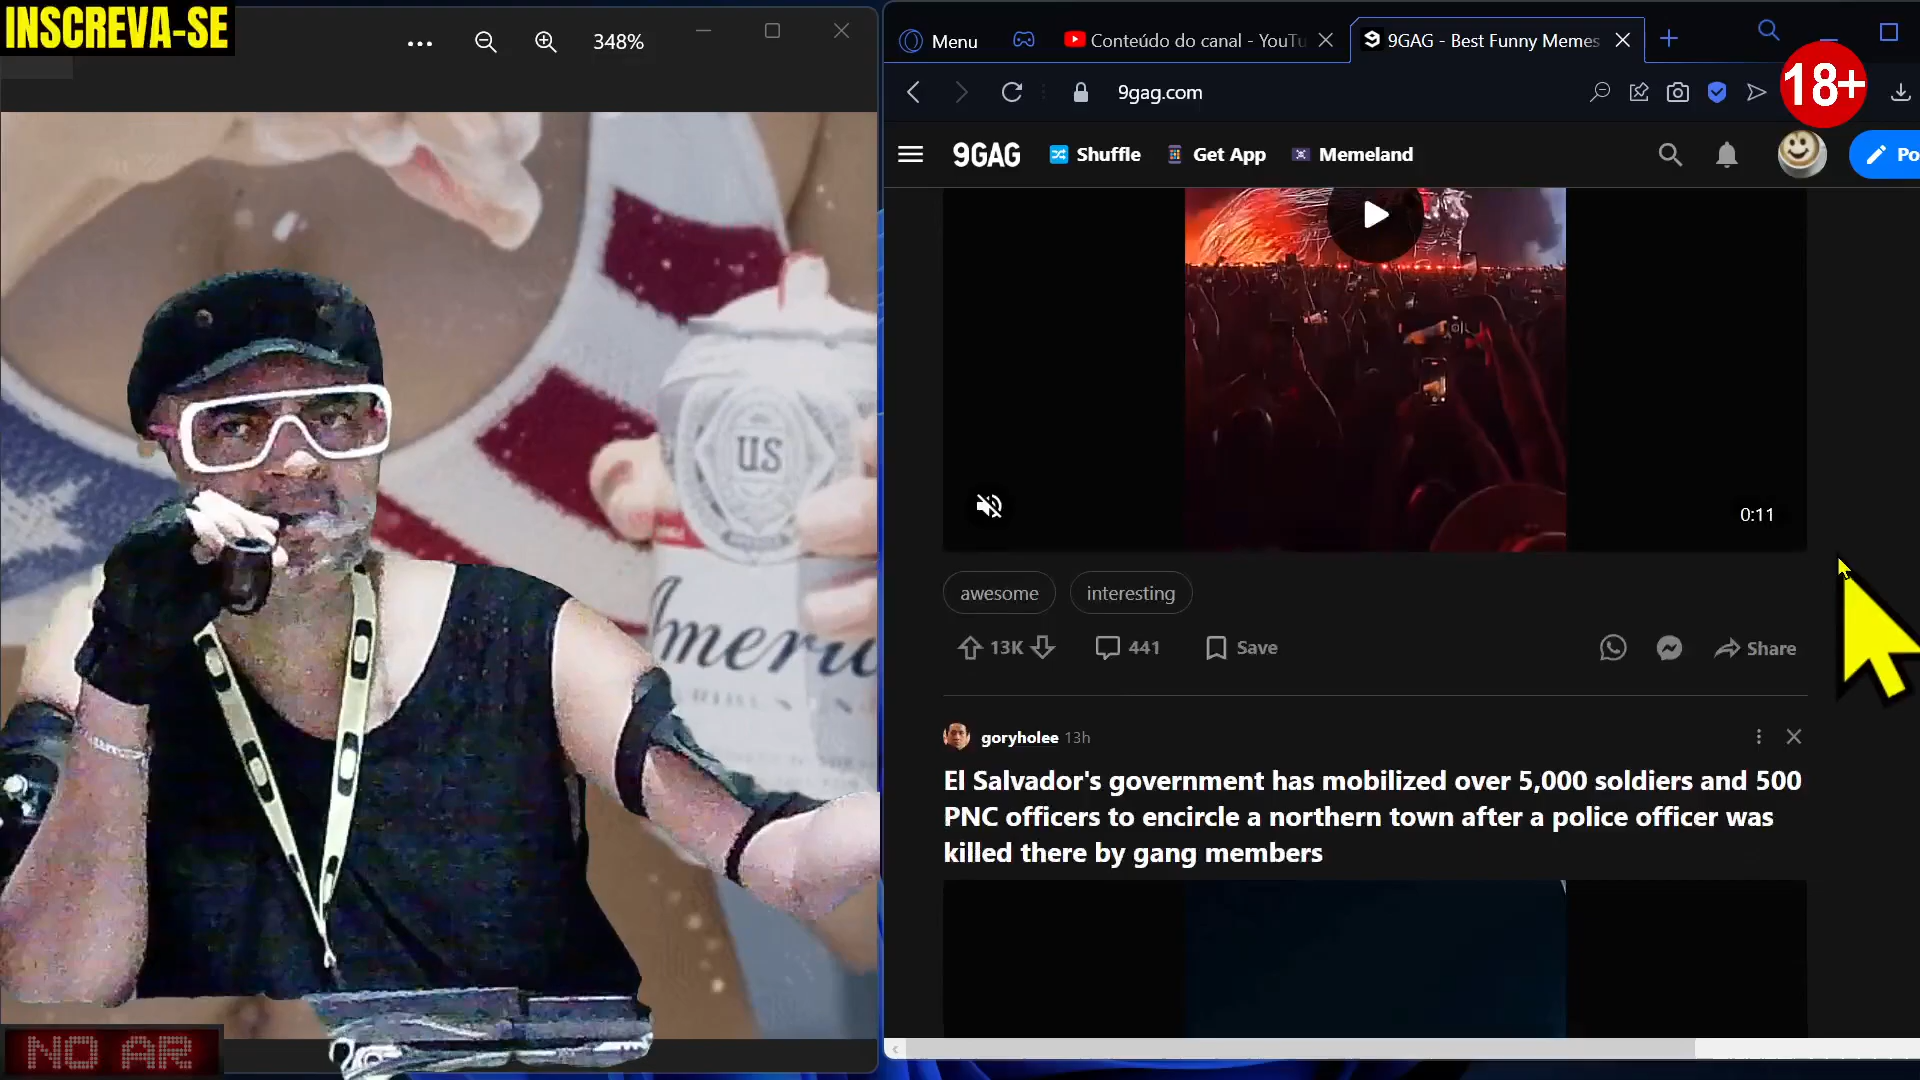 INSCREVA-SE
348%
US
Ameri
NO AR
Menu
Conteúdo do canal - YouTu
9GAG - Best Funny Memes
9gag.com
18+
9GAG
Shuffle
Get App
Memeland
Po
0:11
awesome
interesting
13K
441
Save
Share
goryholee 13h
El Salvador's government has mobilized over 5,000 soldiers and 500
PNC officers to encircle a northern town after a police officer was
killed there by gang members